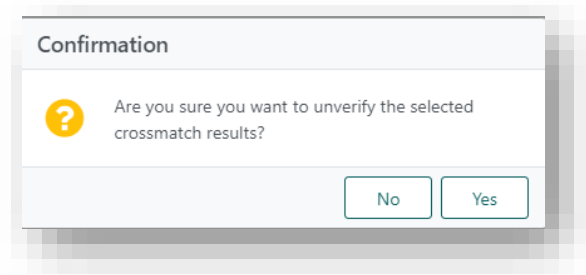 Confirmation
Are you sure you want to unverify the selected
crossmatch results?
No
Yes